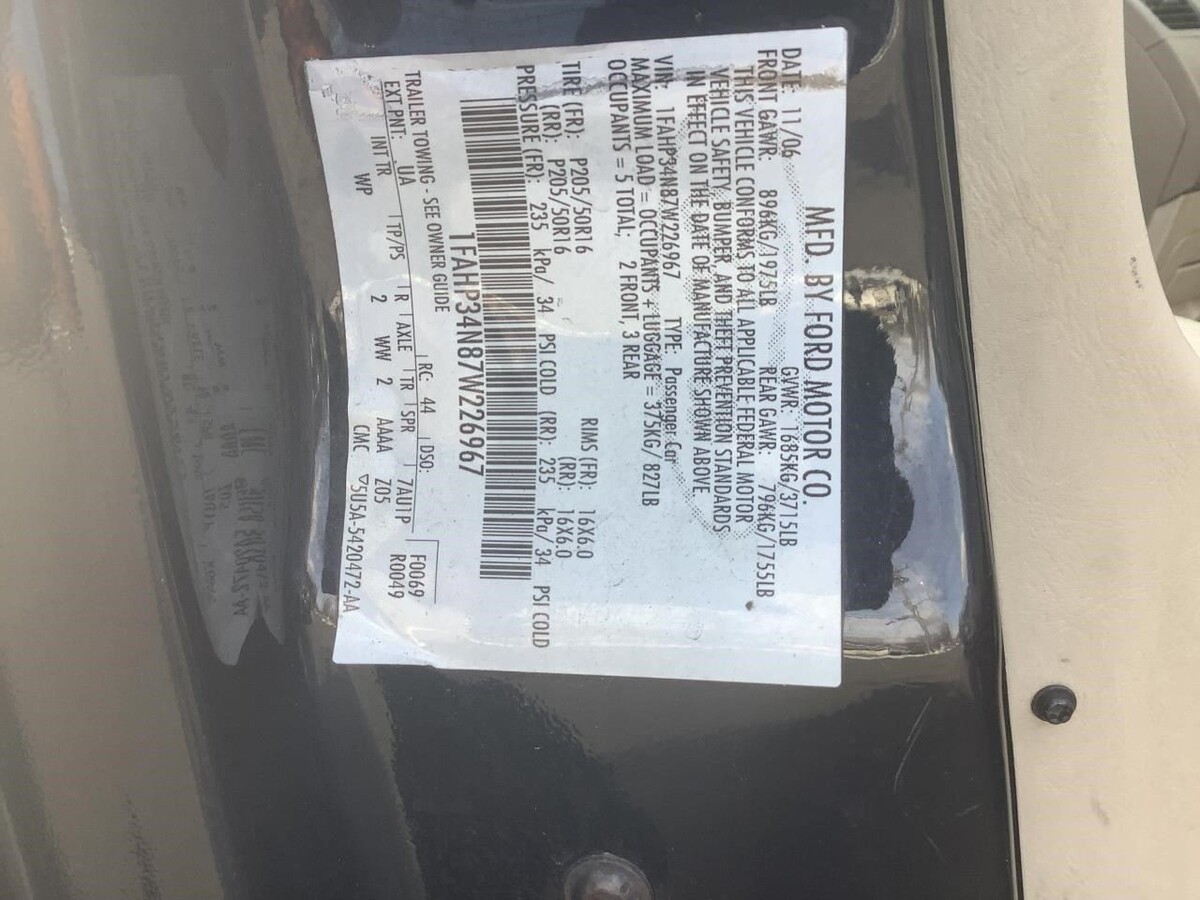 MFD. BY FORD MOTOR CO.
DATE: 11/06 GVWR: 1685KG/3715LB
FRONT GAWR: 896KG/1975LB REAR GAWR: 796KG/1755LB
THIS VEHICLE CONFORMS TO ALL APPLICABLE FEDERAL MOTOR
VEHICLE SAFETY, BUMPER, AND THEFT PREVENTION STANDARDS
IN EFFECT ON THE DATE OF MANUFACTURE SHOWN ABOVE.
VIN: 1FAHP34N87W226967 TYPE: Passenger Car
MAXIMUM LOAD = OCCUPANTS + LUGGAGE = 375KG/ 827LB
OCCUPANTS = 5 TOTAL; 2 FRONT, 3 REAR
TIRE (FR): P205/50R16 RIMS (FR): 16X6.0
(RR): P205/50R16 (RR): 16X6.0
PRESSURE (FR): 235 kPa/ 34 PSI COLD (RR): 235 kPa/ 34 PSI COLD
1FAHP34N87W226967
TRAILER TOWING - SEE OWNER GUIDE RC: 44 DSO: F0069
EXT PNT: UA R0049
INT TR TP/PS R AXLE TR SPR 7AU1P
WP 2 WW 2 AAAA Z05
CMC ▽5U5A-5420472-AA